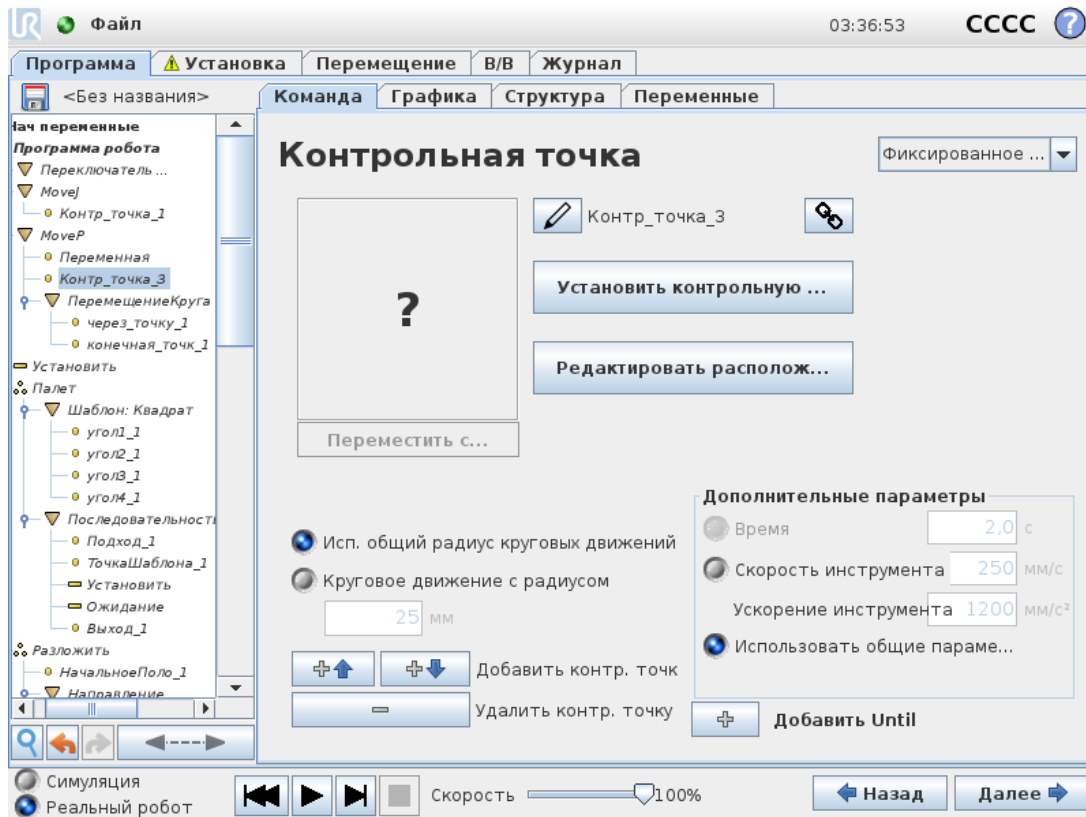 UR Файл 03:36:53 CCCC ?
Программа Установка Перемещение В/В Журнал
<Без названия> Команда Графика Структура Переменные
Нач переменные
Программа робота
Переключатель ...
MoveJ
Контр_точка_1
MoveP
Переменная
Контр_точка_3
ПеремещениеКруга
через_точку_1
конечная_точк_1
Установить
Палет
Шаблон: Квадрат
угол1_1
угол2_1
угол3_1
угол4_1
Последовательность
Подход_1
ТочкаШаблона_1
Установить
Ожидание
Выход_1
Разложить
НачальноеПоло_1
Направление
Контрольная точка
Фиксированное ...
?
Контр_точка_3
Установить контрольную ...
Редактировать располож...
Переместить с...
Исп. общий радиус круговых движений
Круговое движение с радиусом
25 мм
Добавить контр. точк
Удалить контр. точку
Дополнительные параметры
Время 2,0 с
Скорость инструмента 250 мм/с
Ускорение инструмента 1200 мм/с²
Использовать общие параме...
Добавить Until
Симуляция
Реальный робот
Скорость 100%
Назад Далее